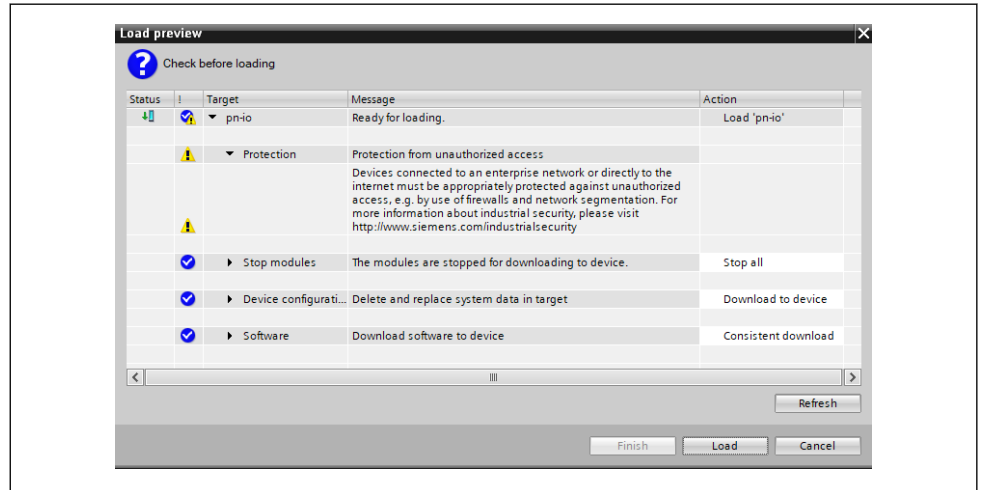 Load preview
Check before loading
Status ! Target Message Action
pn-io Ready for loading. Load 'pn-io'
Protection Protection from unauthorized access
Devices connected to an enterprise network or directly to the
internet must be appropriately protected against unauthorized
access, e.g. by use of firewalls and network segmentation. For
more information about industrial security, please visit
http://www.siemens.com/industrialsecurity
Stop modules The modules are stopped for downloading to device. Stop all
Device configurati... Delete and replace system data in target Download to device
Software Download software to device Consistent download
Refresh
Finish Load Cancel